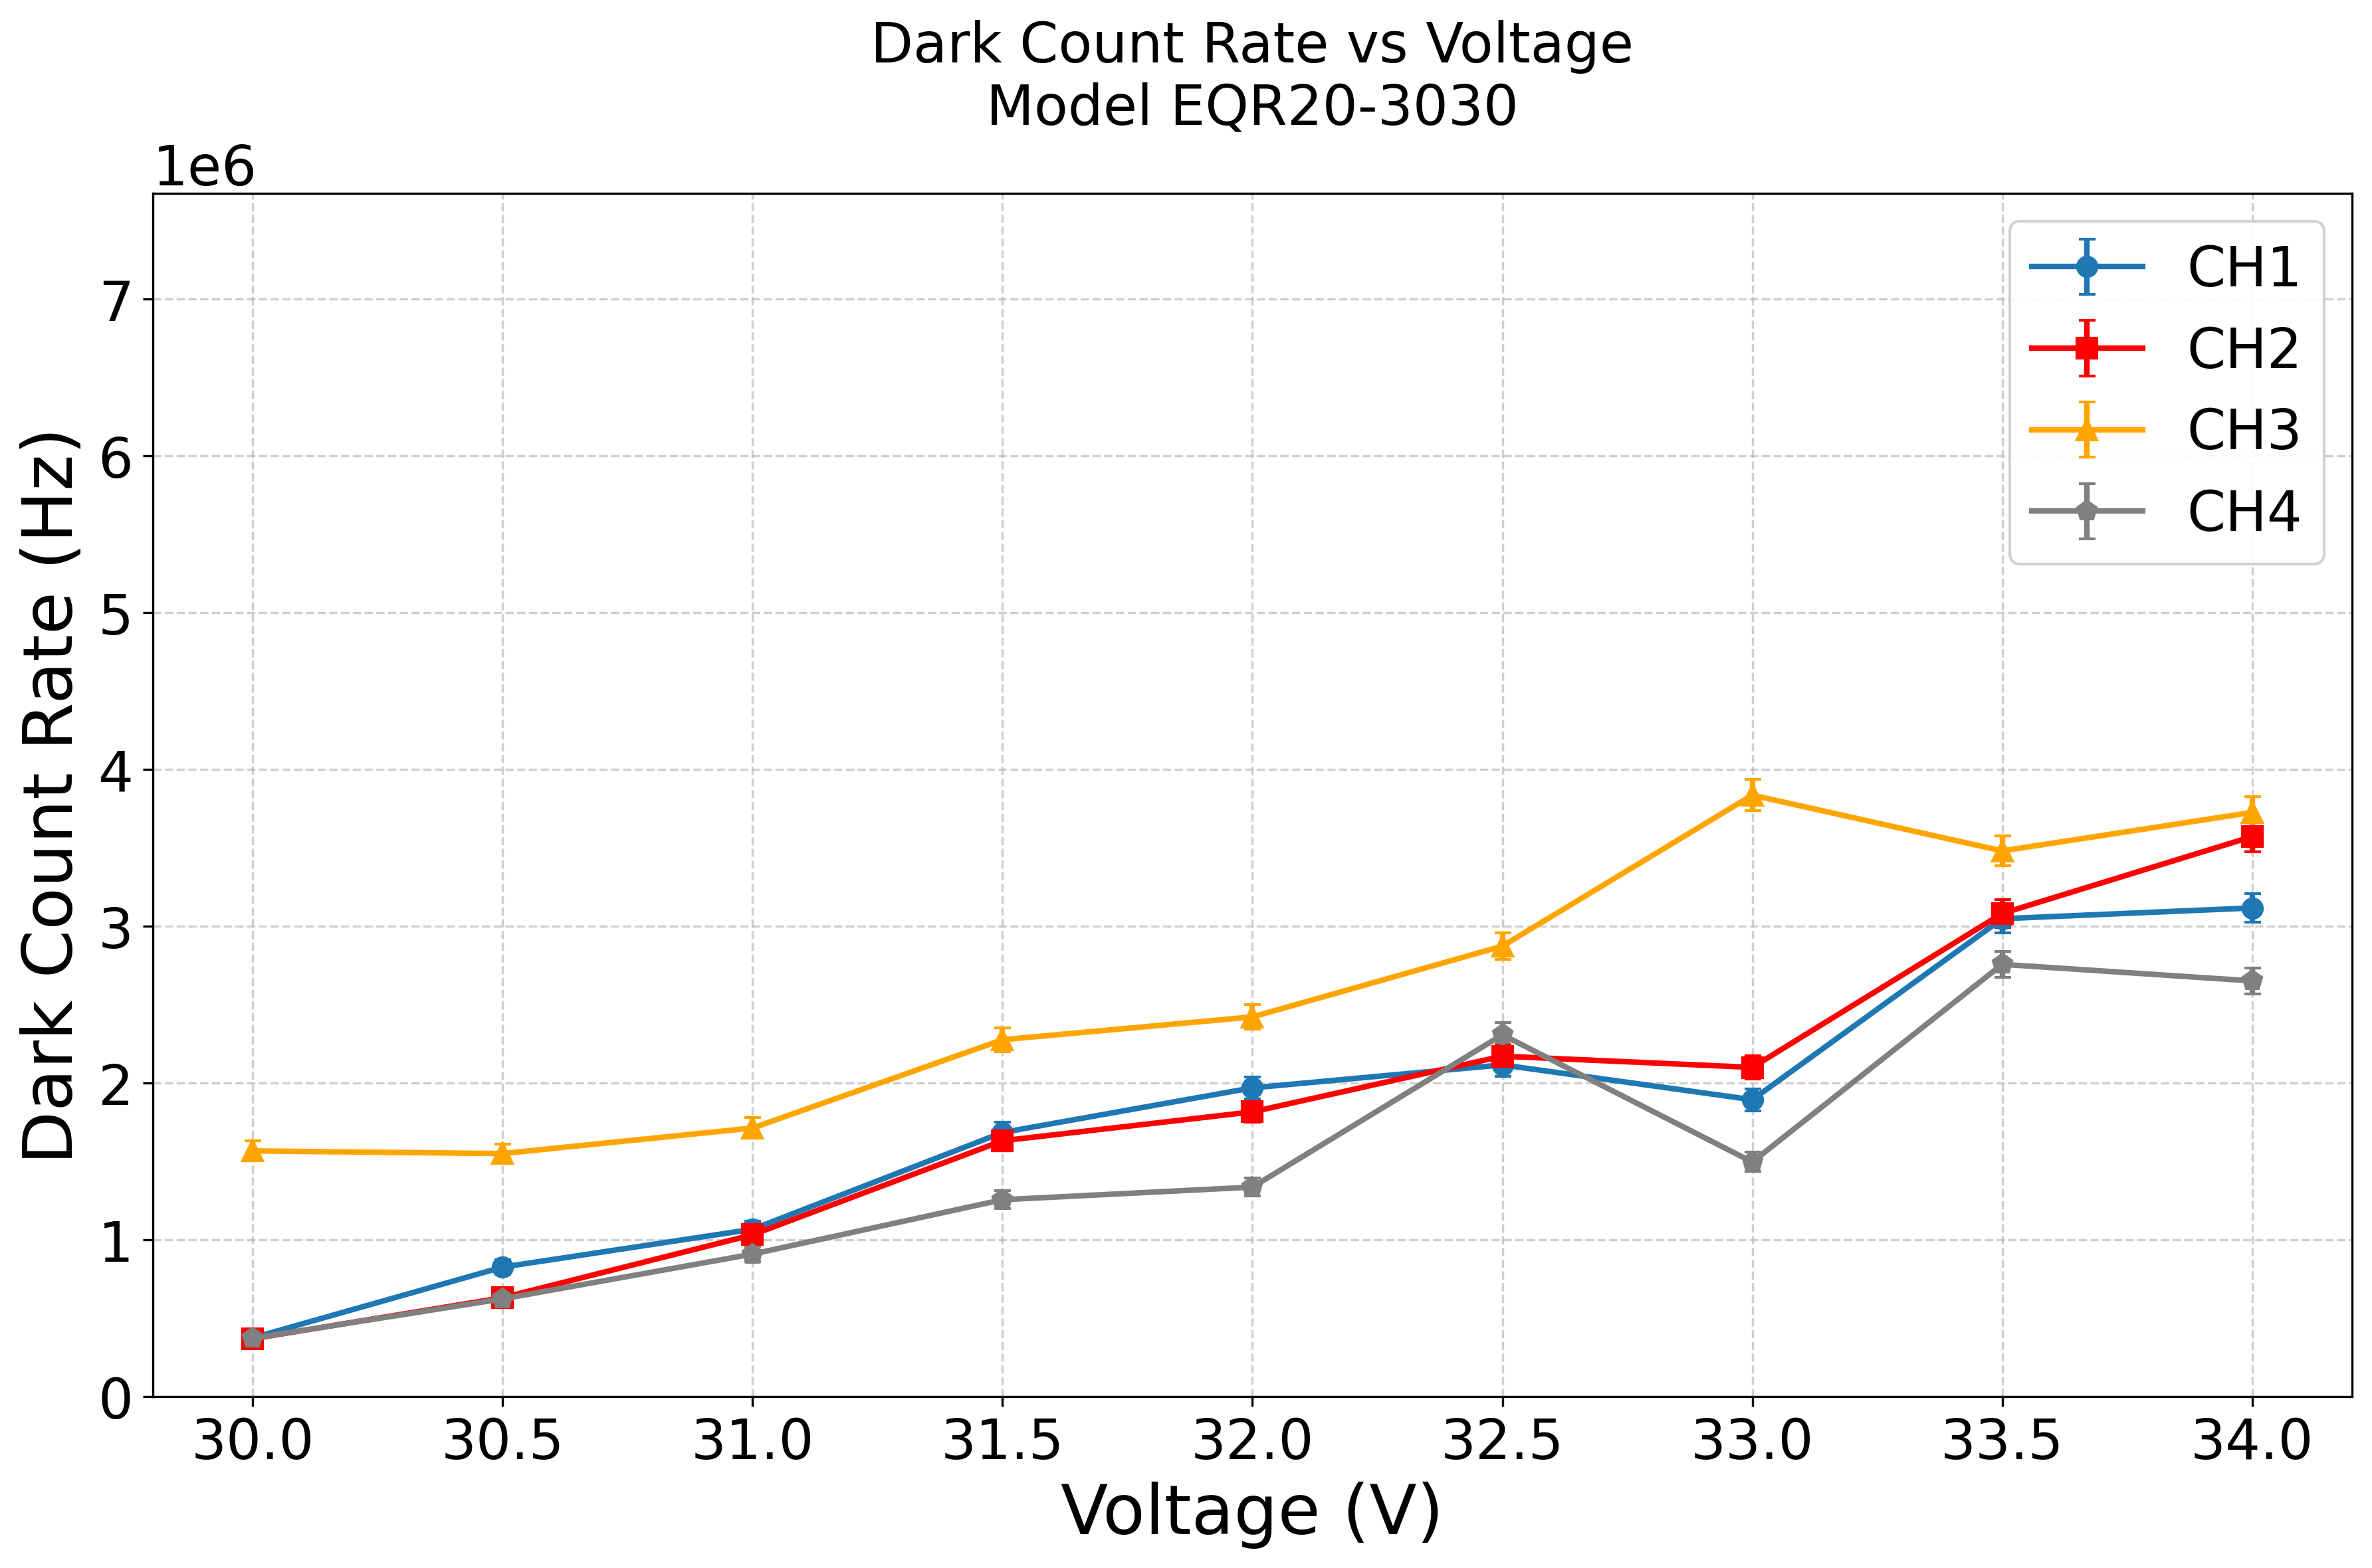 Dark Count Rate vs Voltage
Model EQR20-3030
1e6
7
6
5
4
3
2
1
0
Dark Count Rate (Hz)
CH1
CH2
CH3
CH4
30.0 30.5 31.0 31.5 32.0 32.5 33.0 33.5 34.0
Voltage (V)